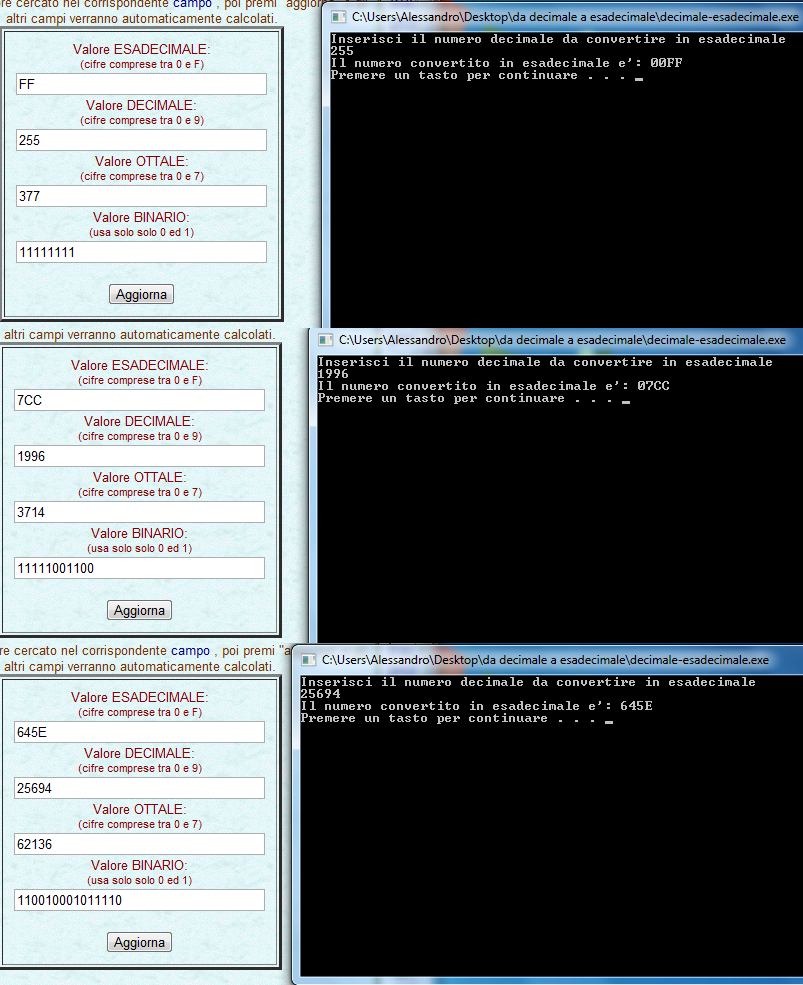 re cercato nel corrispondente campo , poi premi "aggior
altri campi verranno automaticamente calcolati.
Valore ESADECIMALE:
(cifre comprese tra 0 e F)
FF
Valore DECIMALE:
(cifre comprese tra 0 e 9)
255
Valore OTTALE:
(cifre comprese tra 0 e 7)
377
Valore BINARIO:
(usa solo solo 0 ed 1)
11111111
Aggiorna
C:\Users\Alessandro\Desktop\da decimale a esadecimale\decimale-esadecimale.exe
Inserisci il numero decimale da convertire in esadecimale
255
Il numero convertito in esadecimale e': 00FF
Premere un tasto per continuare . . . _
altri campi verranno automaticamente calcolati.
Valore ESADECIMALE:
(cifre comprese tra 0 e F)
7CC
Valore DECIMALE:
(cifre comprese tra 0 e 9)
1996
Valore OTTALE:
(cifre comprese tra 0 e 7)
3714
Valore BINARIO:
(usa solo solo 0 ed 1)
11111001100
Aggiorna
C:\Users\Alessandro\Desktop\da decimale a esadecimale\decimale-esadecimale.exe
Inserisci il numero decimale da convertire in esadecimale
1996
Il numero convertito in esadecimale e': 07CC
Premere un tasto per continuare . . . _
re cercato nel corrispondente campo , poi premi "a
altri campi verranno automaticamente calcolati.
Valore ESADECIMALE:
(cifre comprese tra 0 e F)
645E
Valore DECIMALE:
(cifre comprese tra 0 e 9)
25694
Valore OTTALE:
(cifre comprese tra 0 e 7)
62136
Valore BINARIO:
(usa solo solo 0 ed 1)
110010001011110
Aggiorna
C:\Users\Alessandro\Desktop\da decimale a esadecimale\decimale-esadecimale.exe
Inserisci il numero decimale da convertire in esadecimale
25694
Il numero convertito in esadecimale e': 645E
Premere un tasto per continuare . . . _